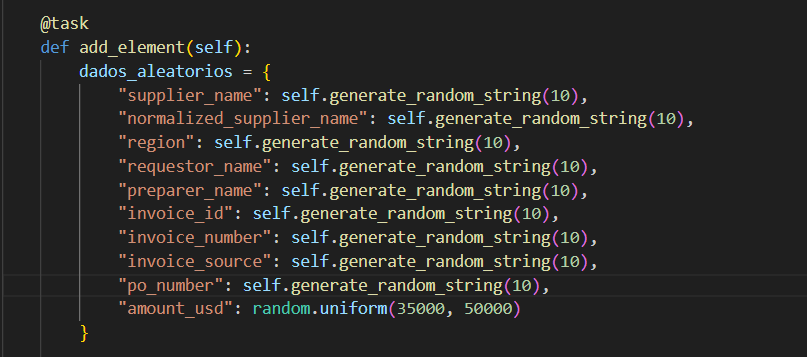 @task
def add_element(self):
dados_aleatorios = {
"supplier_name": self.generate_random_string(10),
"normalized_supplier_name": self.generate_random_string(10),
"region": self.generate_random_string(10),
"requestor_name": self.generate_random_string(10),
"preparer_name": self.generate_random_string(10),
"invoice_id": self.generate_random_string(10),
"invoice_number": self.generate_random_string(10),
"invoice_source": self.generate_random_string(10),
"po_number": self.generate_random_string(10),
"amount_usd": random.uniform(35000, 50000)
}